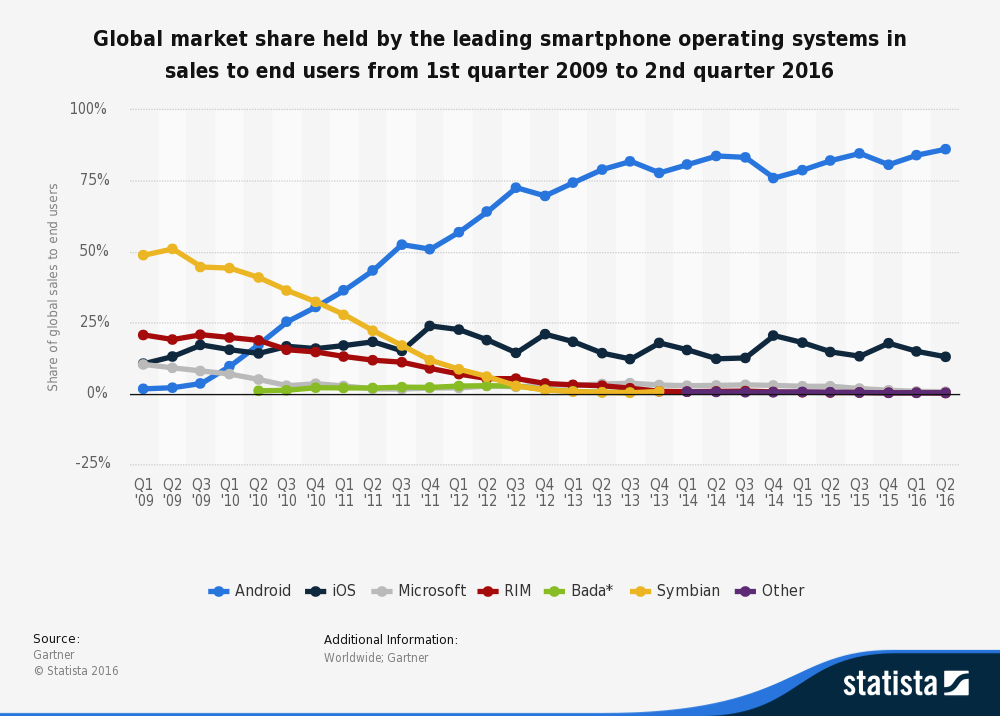 Global market share held by the leading smartphone operating systems in
sales to end users from 1st quarter 2009 to 2nd quarter 2016
Share of global sales to end users
100%
75%
50%
25%
0%
-25%
Q1 Q2 Q3 Q1 Q2 Q3 Q4 Q1 Q2 Q3 Q4 Q1 Q2 Q3 Q4 Q1 Q2 Q3 Q4 Q1 Q2 Q3 Q4 Q1 Q2 Q3 Q4 Q1 Q2
'09 '09 '09 '10 '10 '10 '10 '11 '11 '11 '11 '12 '12 '12 '12 '13 '13 '13 '13 '14 '14 '14 '14 '15 '15 '15 '15 '16 '16
Android iOS Microsoft RIM Bada* Symbian Other
Source:
Gartner
© Statista 2016
Additional Information:
Worldwide; Gartner
statista